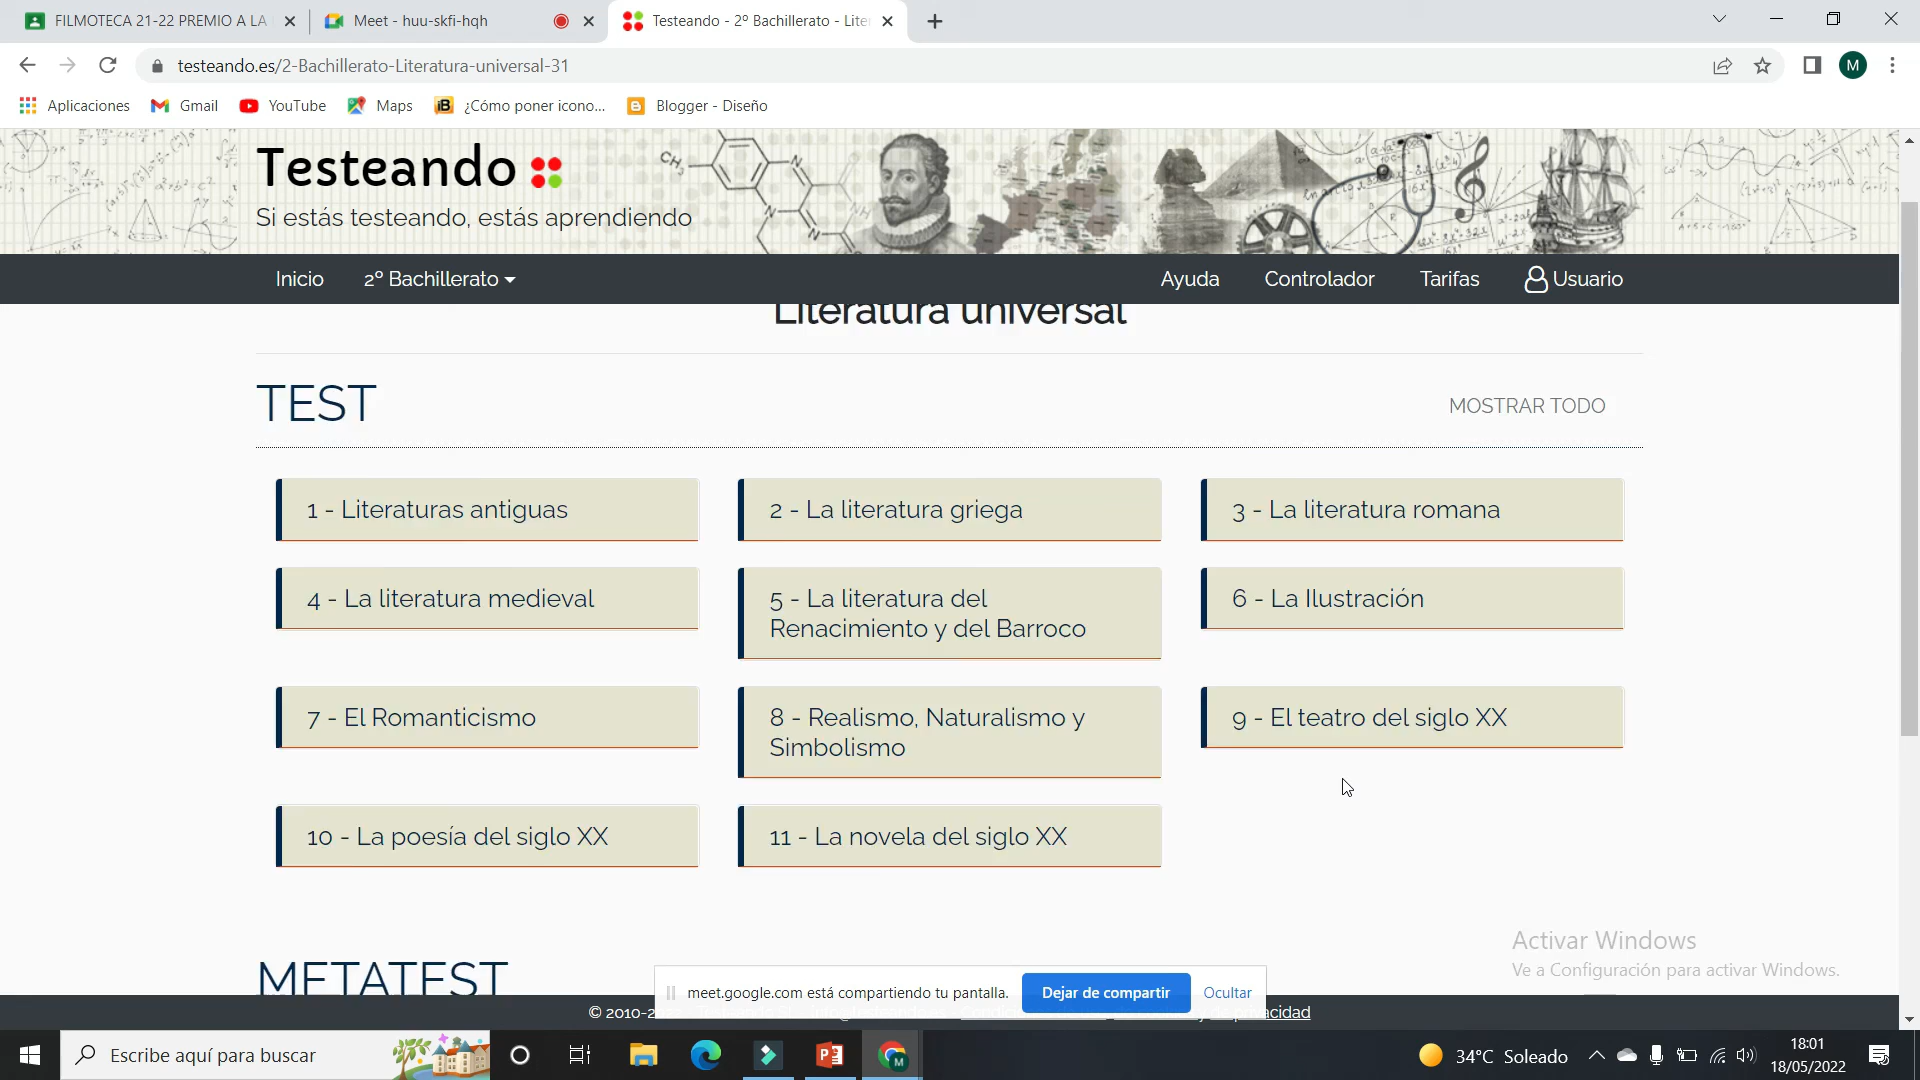 FILMOTECA 21-22 PREMIO A LA
Meet - huu-skfi-hqh
Testeando - 2º Bachillerato - Lite
testeando.es/2-Bachillerato-Literatura-universal-31
M
Aplicaciones
Gmail
YouTube
Maps
¿Cómo poner icono...
Blogger - Diseño
Testeando
Si estás testeando, estás aprendiendo
Inicio
2º Bachillerato
Ayuda
Controlador
Tarifas
Usuario
Literatura universal
TEST
MOSTRAR TODO
1 - Literaturas antiguas
2 - La literatura griega
3 - La literatura romana
4 - La literatura medieval
5 - La literatura del
Renacimiento y del Barroco
6 - La Ilustración
7 - El Romanticismo
8 - Realismo, Naturalismo y
Simbolismo
9 - El teatro del siglo XX
10 - La poesía del siglo XX
11 - La novela del siglo XX
Activar Windows
Ve a Configuración para activar Windows.
METATEST
meet.google.com está compartiendo tu pantalla.
Dejar de compartir
Ocultar
© 2010-2
Escribe aquí para buscar
34°C Soleado
18:01
18/05/2022